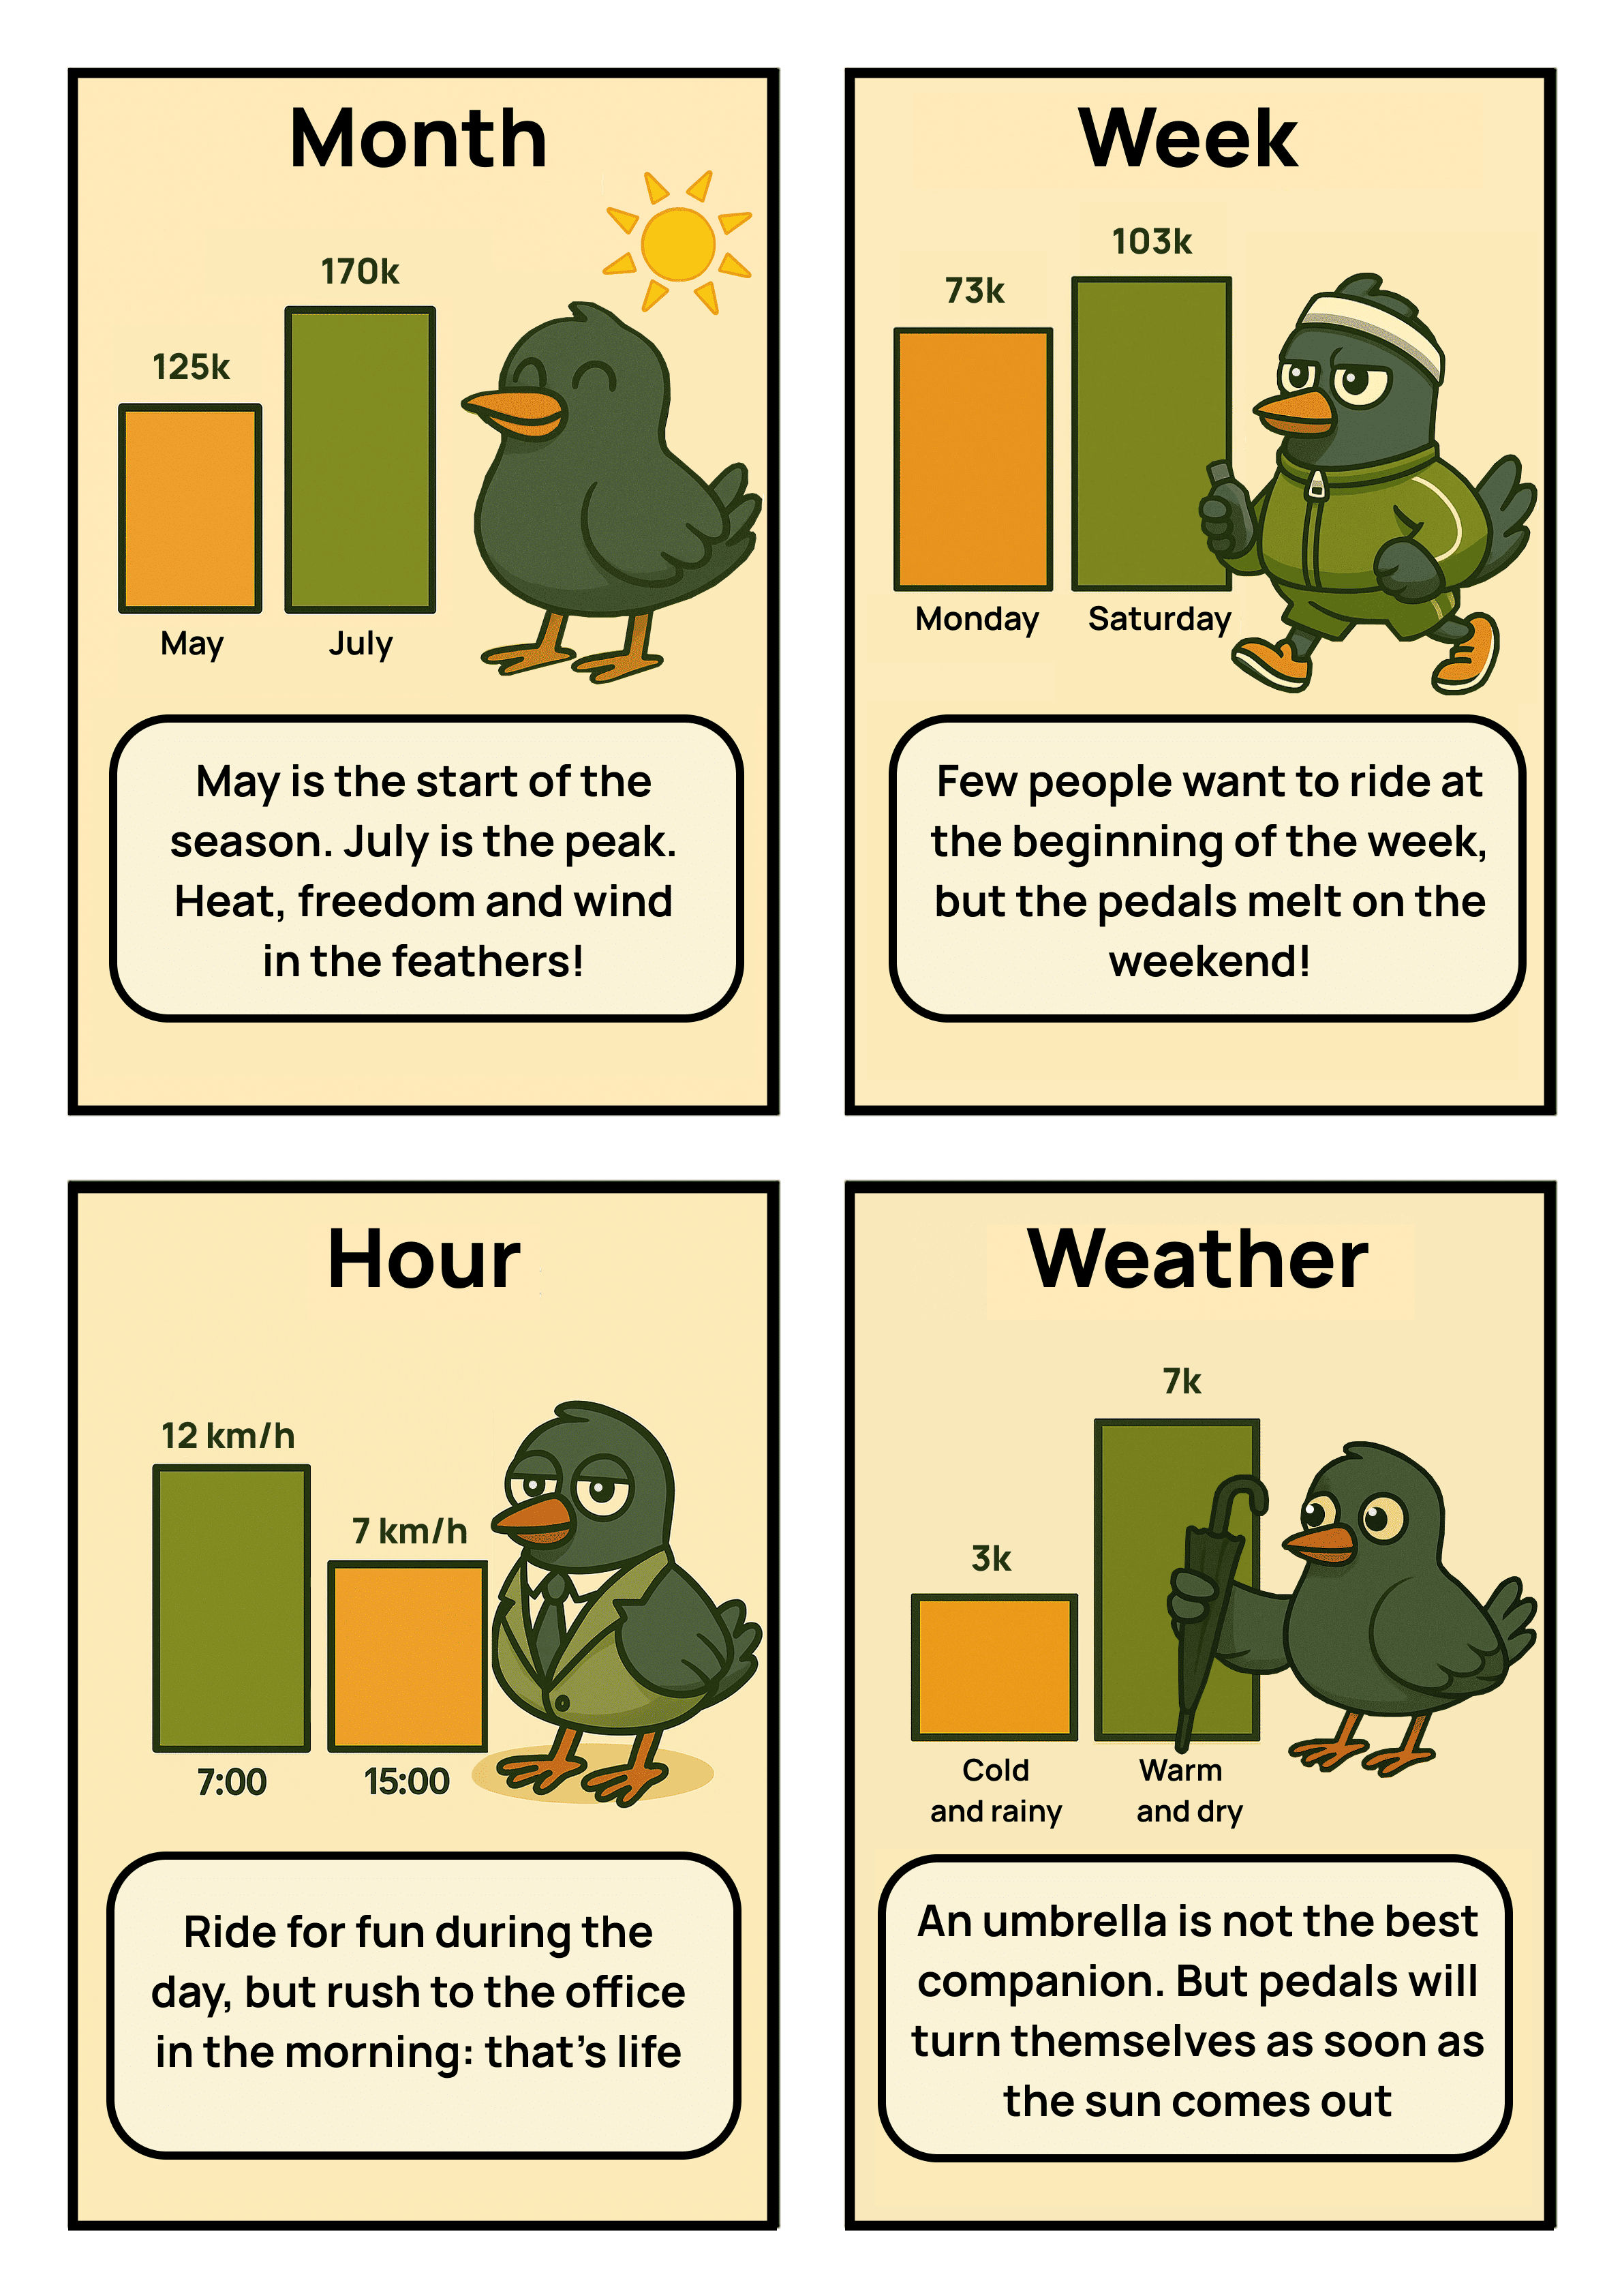 Month
170k
125k
May
July
May is the start of the
season. July is the peak.
Heat, freedom and wind
in the feathers!
Week
103k
73k
Monday
Saturday
Few people want to ride at
the beginning of the week,
but the pedals melt on the
weekend!
Hour
12 km/h
7 km/h
7:00
15:00
Ride for fun during the
day, but rush to the office
in the morning: that's life
Weather
7k
3k
Cold
and rainy
Warm
and dry
An umbrella is not the best
companion. But pedals will
turn themselves as soon as
the sun comes out